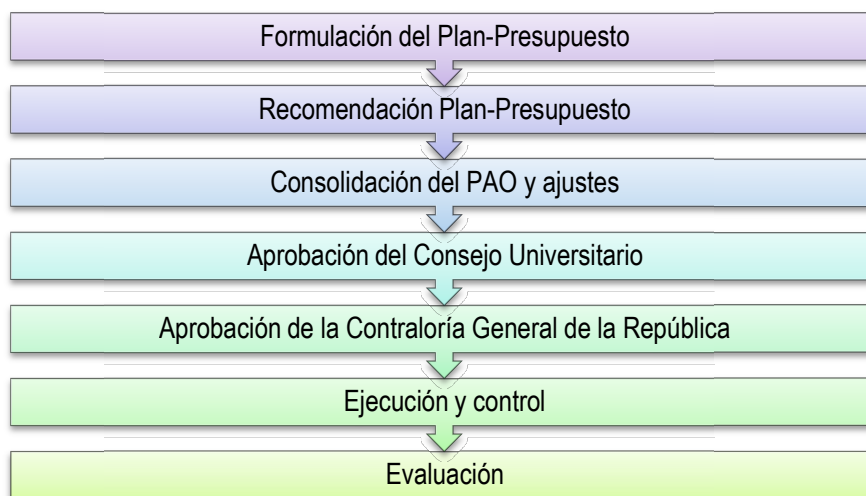 Formulación del Plan-Presupuesto
Recomendación Plan-Presupuesto
Consolidación del PAO y ajustes
Aprobación del Consejo Universitario
Aprobación de la Contraloría General de la República
Ejecución y control
Evaluación